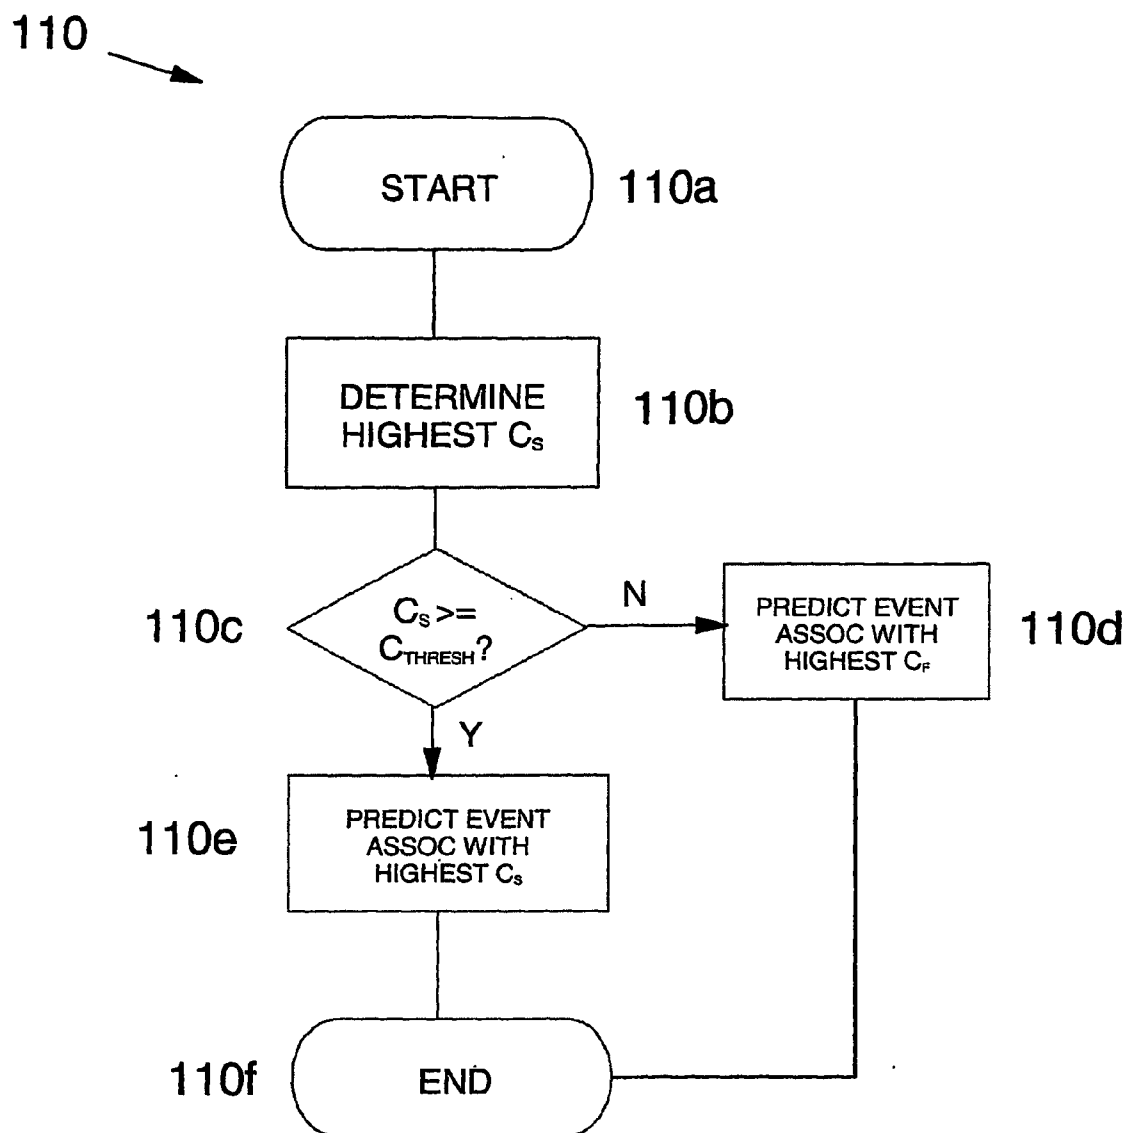 110
START
110a
DETERMINE
HIGHEST CS
110b
CS >=
CTHRESH?
110c
N
PREDICT EVENT
ASSOC WITH
HIGHEST CF
110d
Y
PREDICT EVENT
ASSOC WITH
HIGHEST CS
110e
END
110f